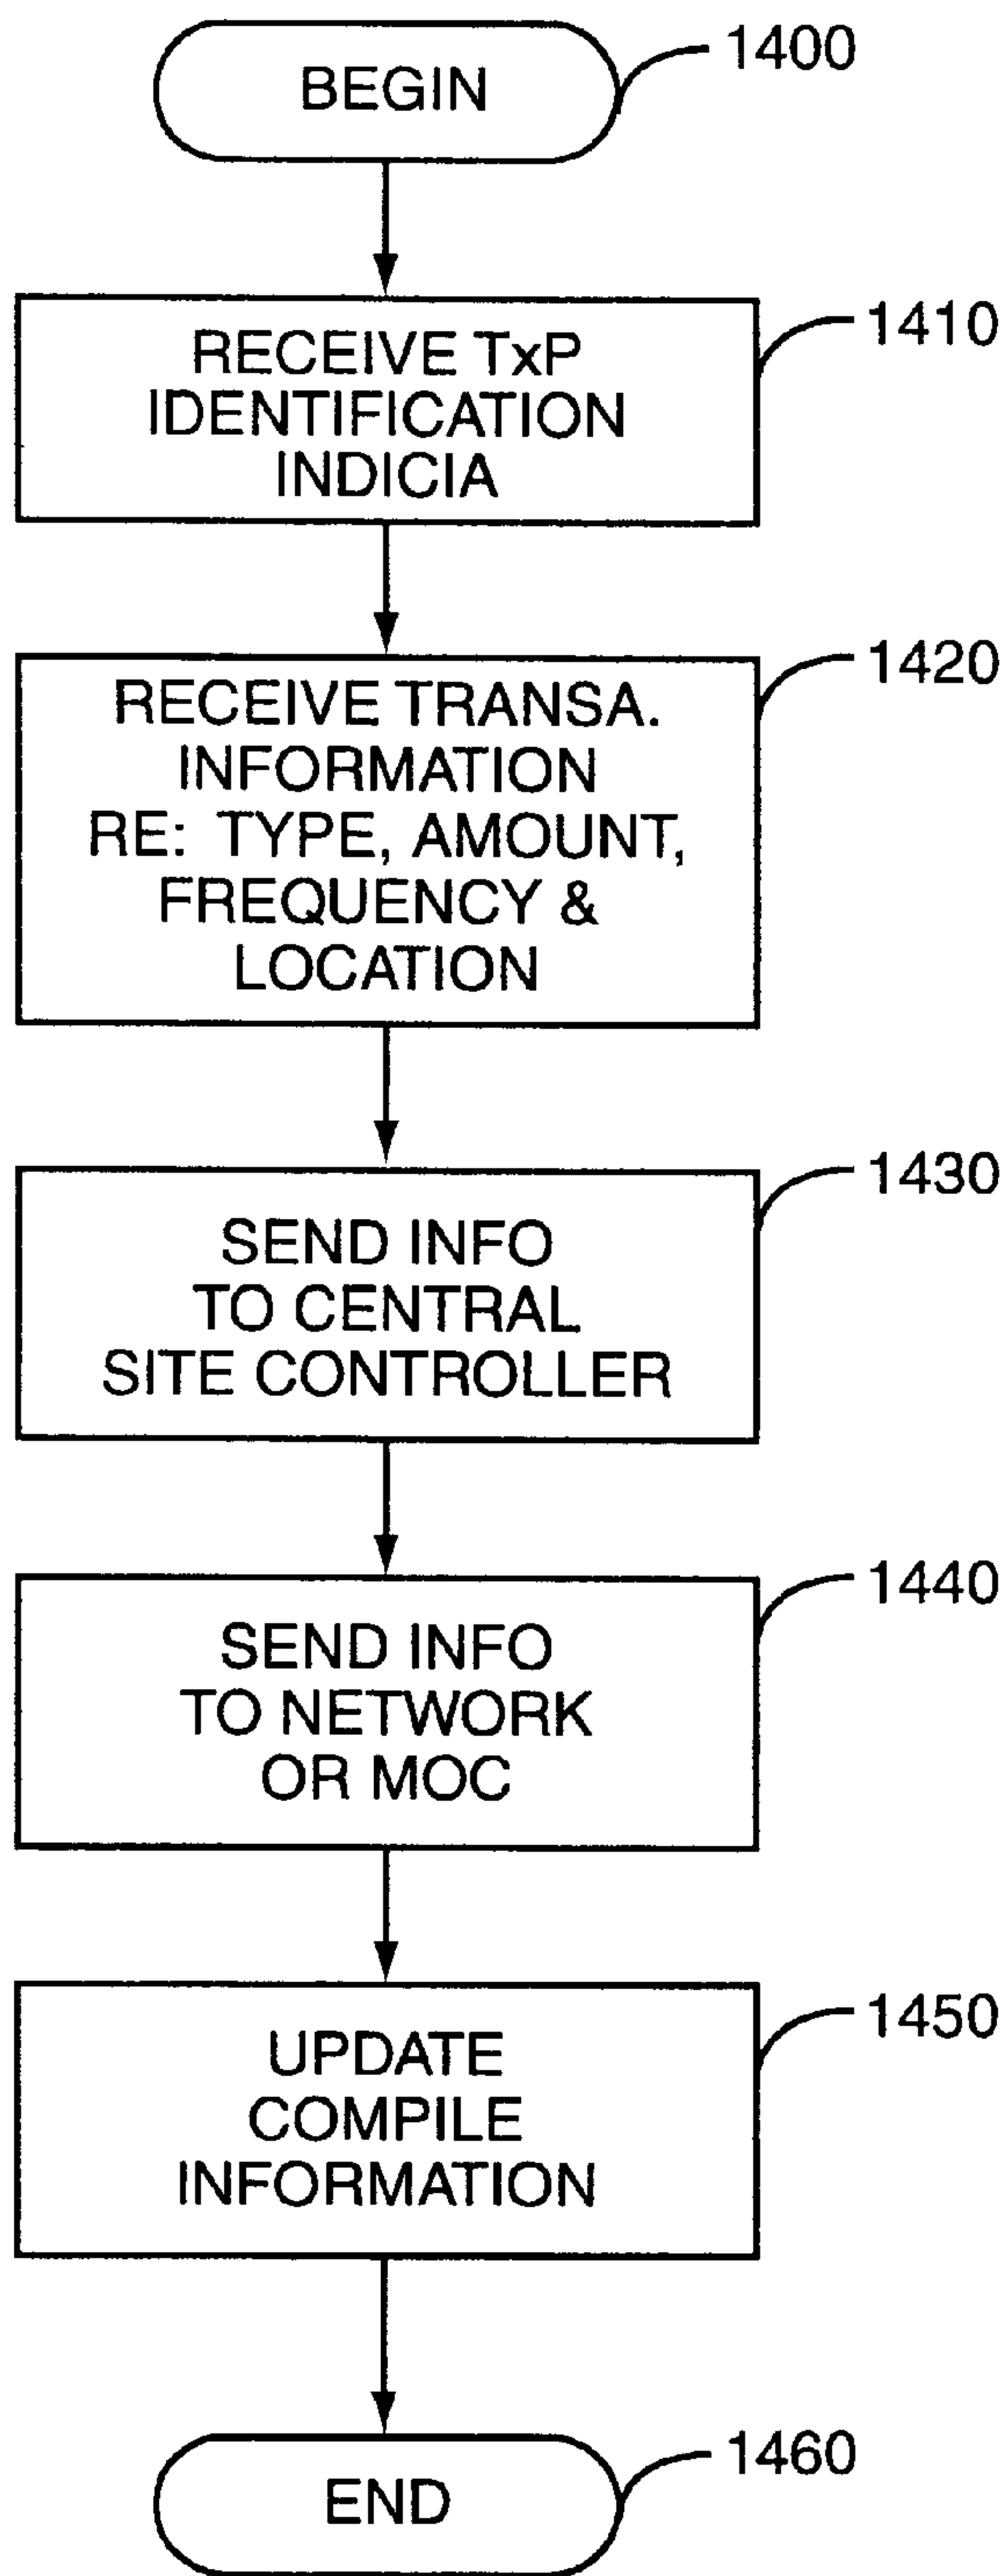 BEGIN
1400
RECEIVE TxP
IDENTIFICATION
INDICIA
1410
RECEIVE TRANSA.
INFORMATION
RE: TYPE, AMOUNT,
FREQUENCY &
LOCATION
1420
SEND INFO
TO CENTRAL
SITE CONTROLLER
1430
SEND INFO
TO NETWORK
OR MOC
1440
UPDATE
COMPILE
INFORMATION
1450
END
1460